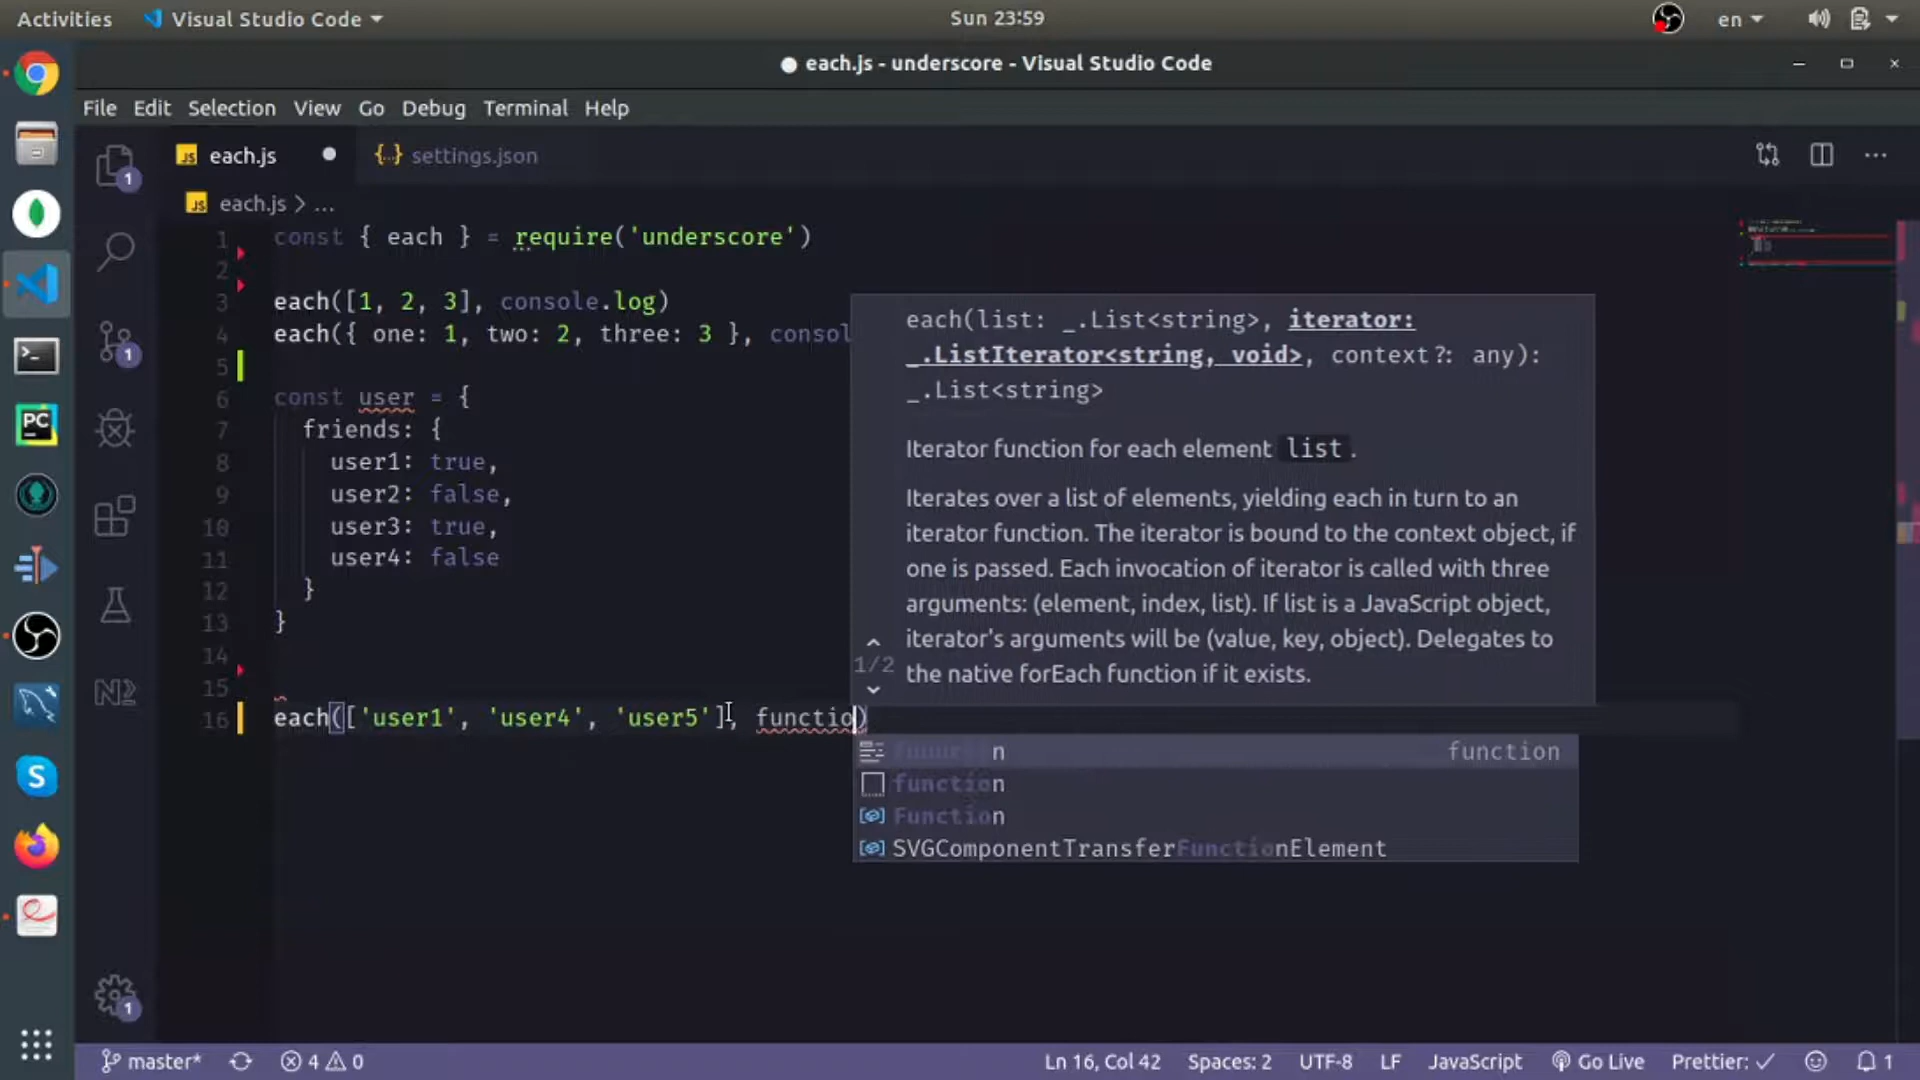 Activities
Visual Studio Code
Sun 23:59
en
each.js - underscore - Visual Studio Code
File Edit Selection View Go Debug Terminal Help
JS each.js
{..} settings.json
JS each.js > ...
1 const { each } = require('underscore')
2
3 each([1, 2, 3], console.log)
4 each({ one: 1, two: 2, three: 3 }, consol
5
6 const user = {
7 friends: {
8 user1: true,
9 user2: false,
10 user3: true,
11 user4: false
12 }
13 }
14
15
16 each(['user1', 'user4', 'user5'], functio)
each(list: _.List<string>, iterator:
_.ListIterator<string, void>, context?: any):
_.List<string>
Iterator function for each element list.
Iterates over a list of elements, yielding each in turn to an
iterator function. The iterator is bound to the context object, if
one is passed. Each invocation of iterator is called with three
arguments: (element, index, list). If list is a JavaScript object,
iterator's arguments will be (value, key, object). Delegates to
the native forEach function if it exists.
1/2
function function
function
Function
SVGComponentTransferFunctionElement
PC
1
1
1
master* 4 0
Ln 16, Col 42 Spaces: 2 UTF-8 LF JavaScript Go Live Prettier: ✓ 1